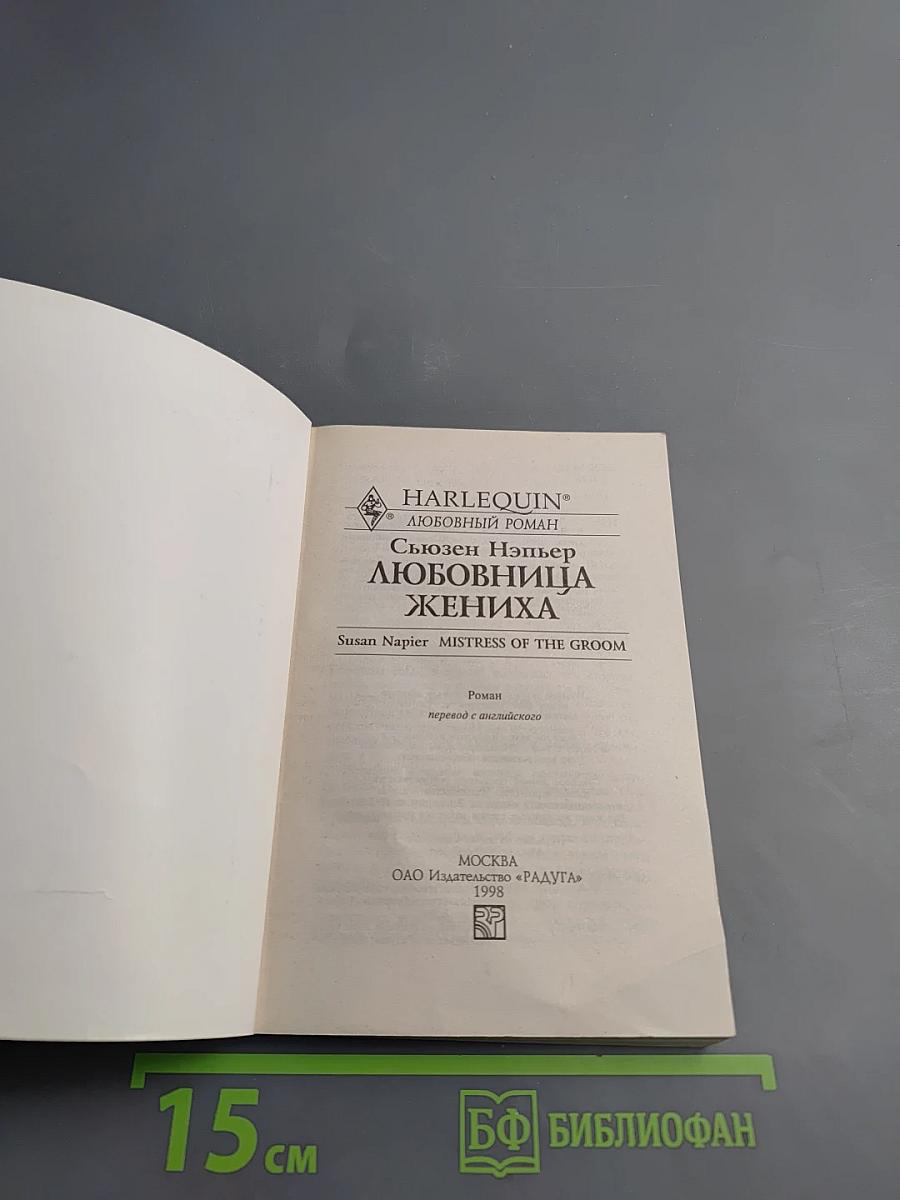 HARLEQUIN®
®
ЛЮБОВНЫЙ РОМАН
Сьюзен Нэпьер
ЛЮБОВНИЦА
ЖЕНИХА
Susan Napier MISTRESS OF THE GROOM
Роман
перевод с английского
МОСКВА
ОАО Издательство «РАДУГА»
1998
15 см
БФ БИБЛИОФАН